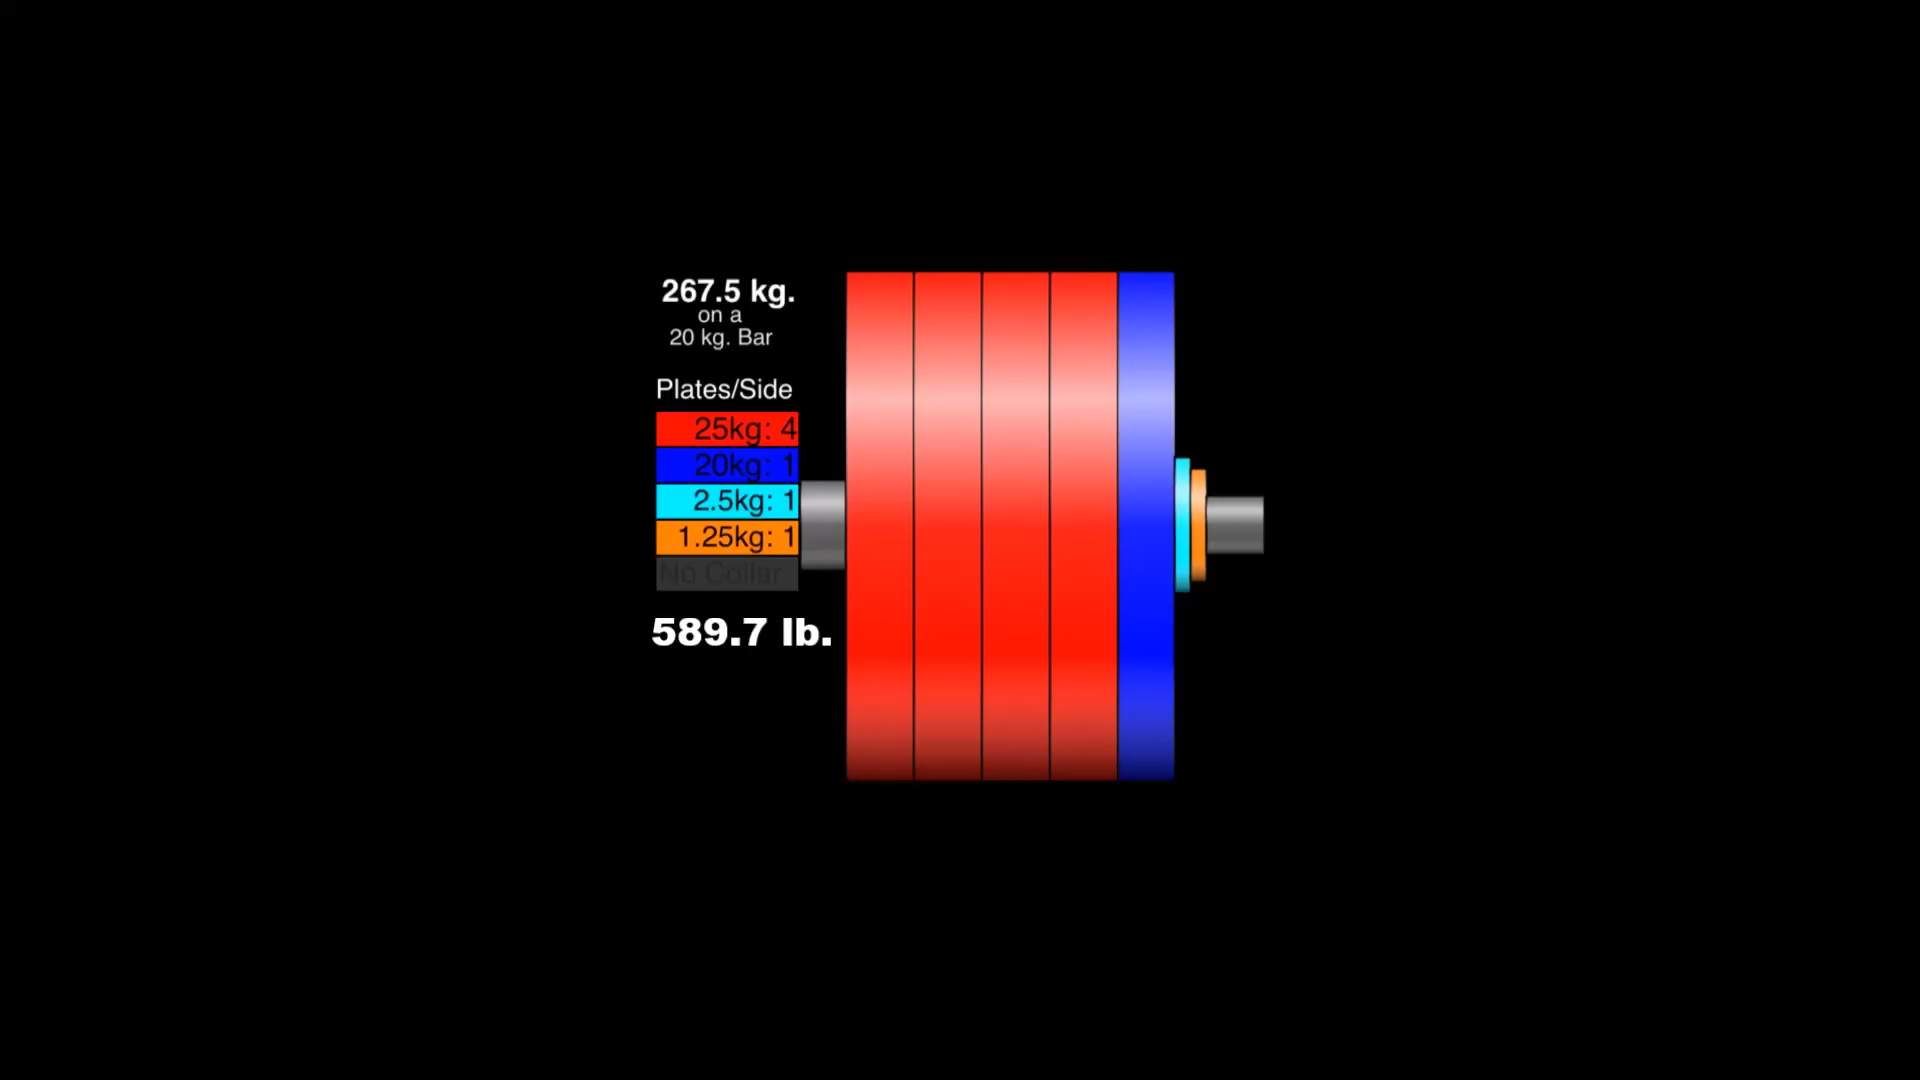 267.5 kg.
on a
20 kg. Bar
Plates/Side
25kg: 4
20kg: 1
2.5kg: 1
1.25kg: 1
No Collar
589.7 lb.